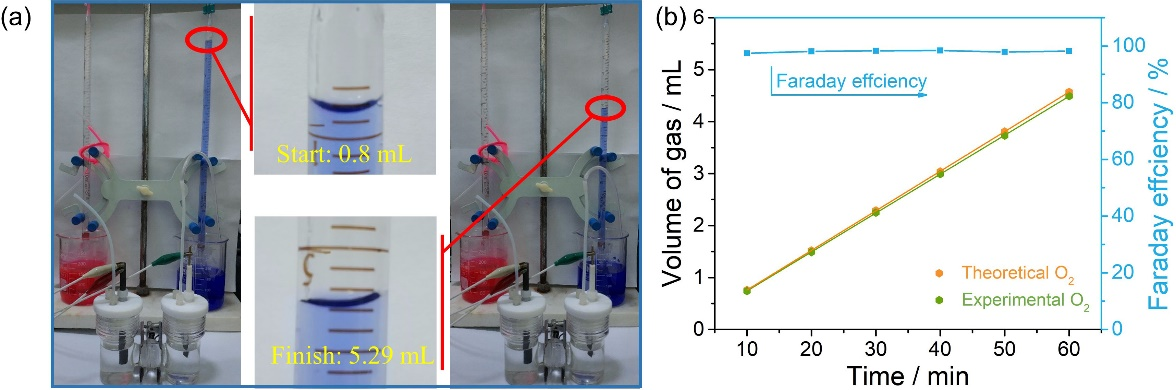 (a)
Start: 0.8 mL
5
Finish: 5.29 mL
(b)
Volume of gas / mL
6
5
4
3
2
1
0
Faraday effciency
Theoretical O₂
Experimental O₂
100
80
60
40
20
0
Faraday effciency / %
10 20 30 40 50 60
Time / min